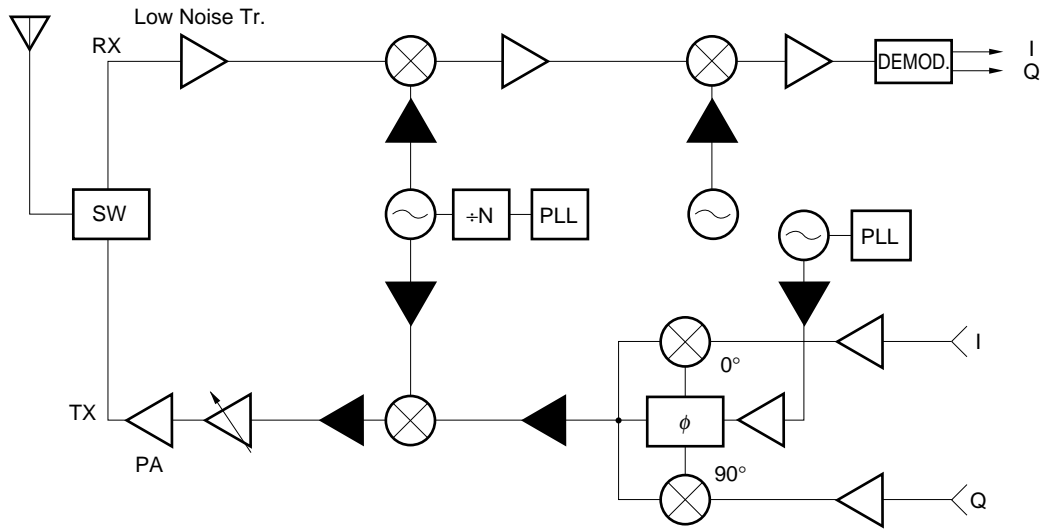 Low Noise Tr.
RX
DEMOD.
I
Q
SW
÷N
PLL
PLL
I
0°
TX
ϕ
PA
90°
Q